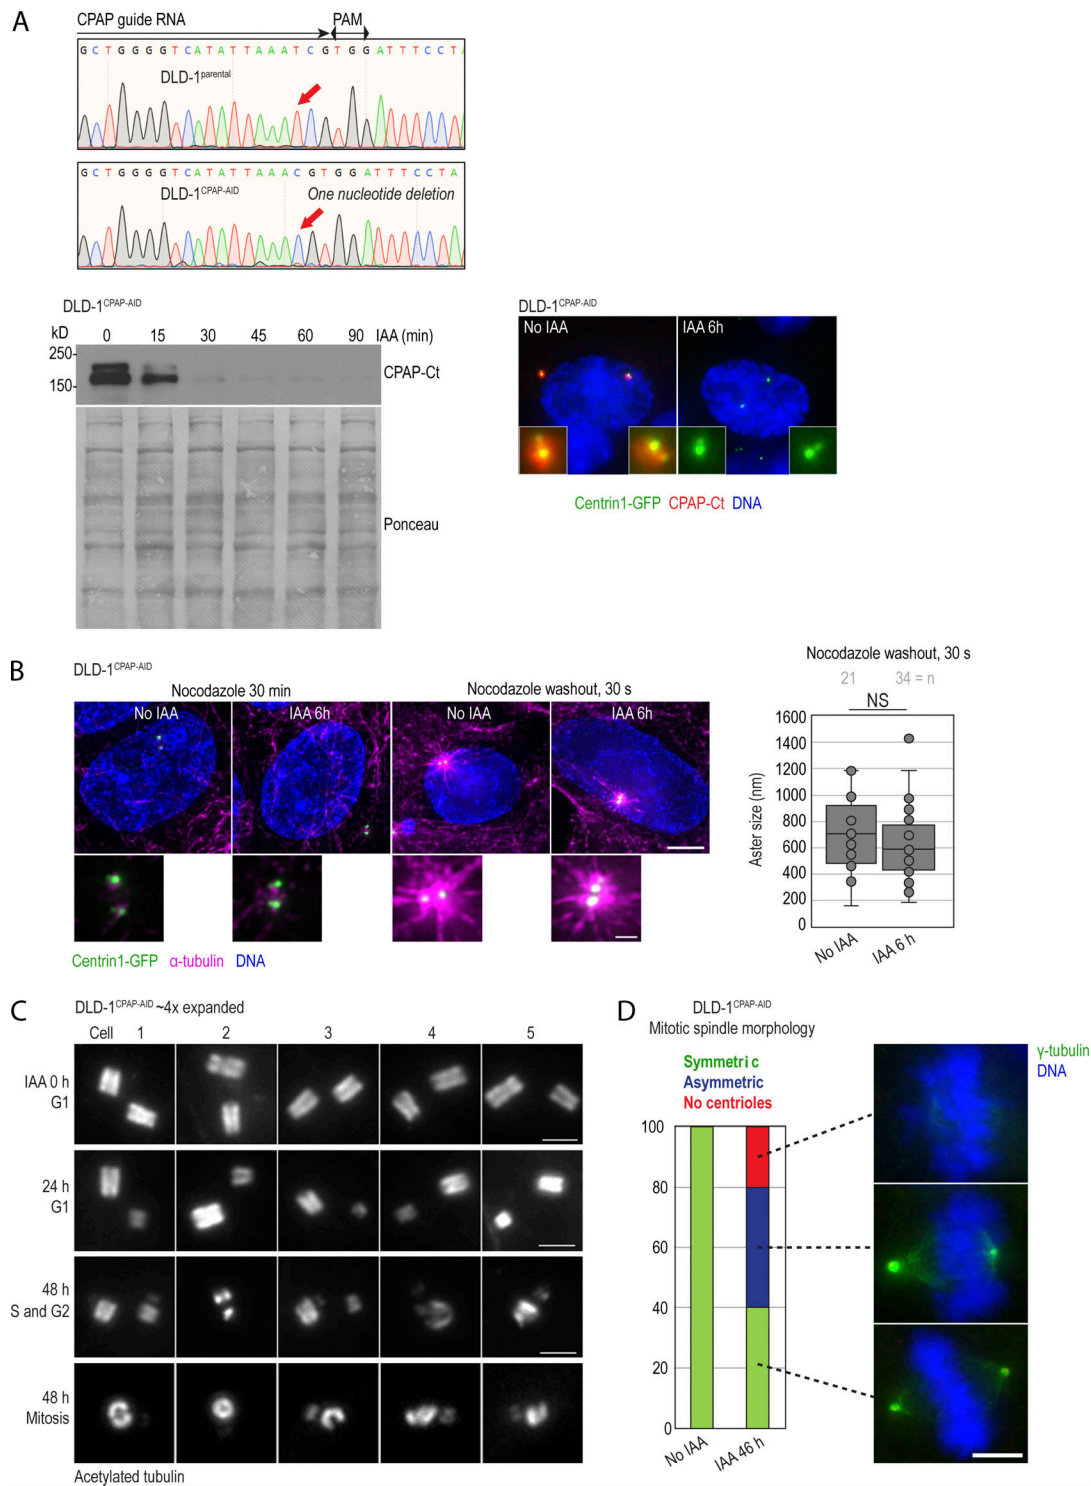 A
CPAP guide RNA
PAM
G C T G G G G T C A T A T T A A A T C G T G G A T T T C C T A
DLD-1parental
G C T G G G G T C A T A T T A A A C G T G G A T T T C C T A
DLD-1CPAP-AID
One nucleotide deletion
DLD-1CPAP-AID
kD 0 15 30 45 60 90 IAA (min)
250-
150-
CPAP-Ct
Ponceau
DLD-1CPAP-AID
No IAA IAA 6h
Centrin1-GFP CPAP-Ct DNA
B
DLD-1CPAP-AID
Nocodazole 30 min Nocodazole washout, 30 s
No IAA IAA 6h No IAA IAA 6h
Centrin1-GFP α-tubulin DNA
Nocodazole washout, 30 s
21 34 = n
NS
1600
1400
1200
1000
800
600
400
200
0
Aster size (nm)
No IAA IAA 6 h
C
DLD-1CPAP-AID ~4x expanded
Cell 1 2 3 4 5
IAA 0 h
G1
24 h
G1
48 h
S and G2
48 h
Mitosis
Acetylated tubulin
D
DLD-1CPAP-AID
Mitotic spindle morphology
Symmetric
Asymmetric
No centrioles
100
80
60
40
20
0
No IAA IAA 46 h
γ-tubulin
DNA